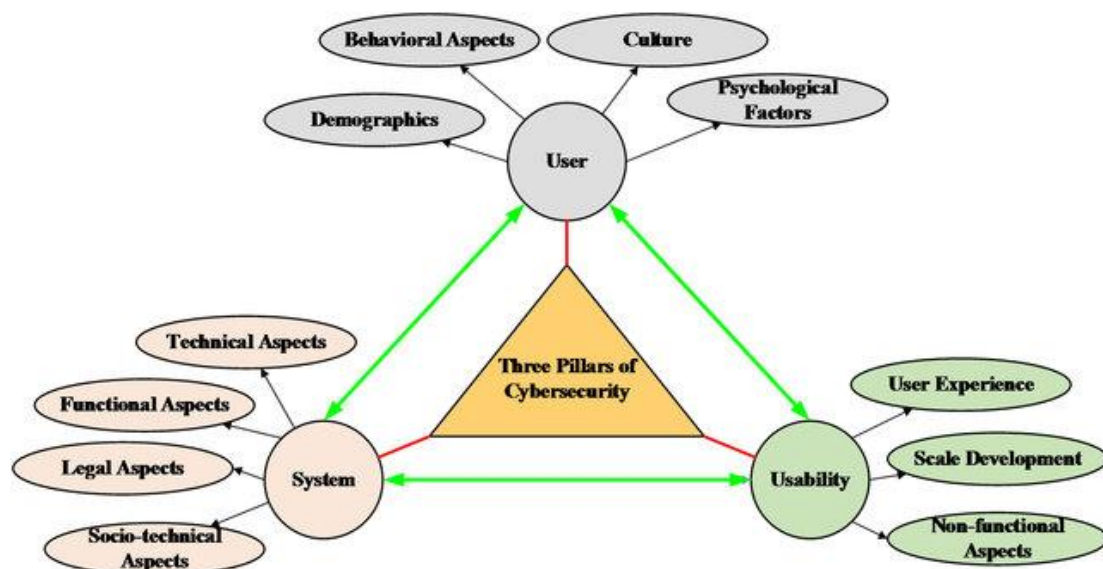 Behavioral Aspects
Culture
Demographics
Psychological
Factors
User
Technical Aspects
Three Pillars of
Cybersecurity
User Experience
Functional Aspects
Legal Aspects
System
Usability
Scale Development
Socio-technical
Aspects
Non-functional
Aspects